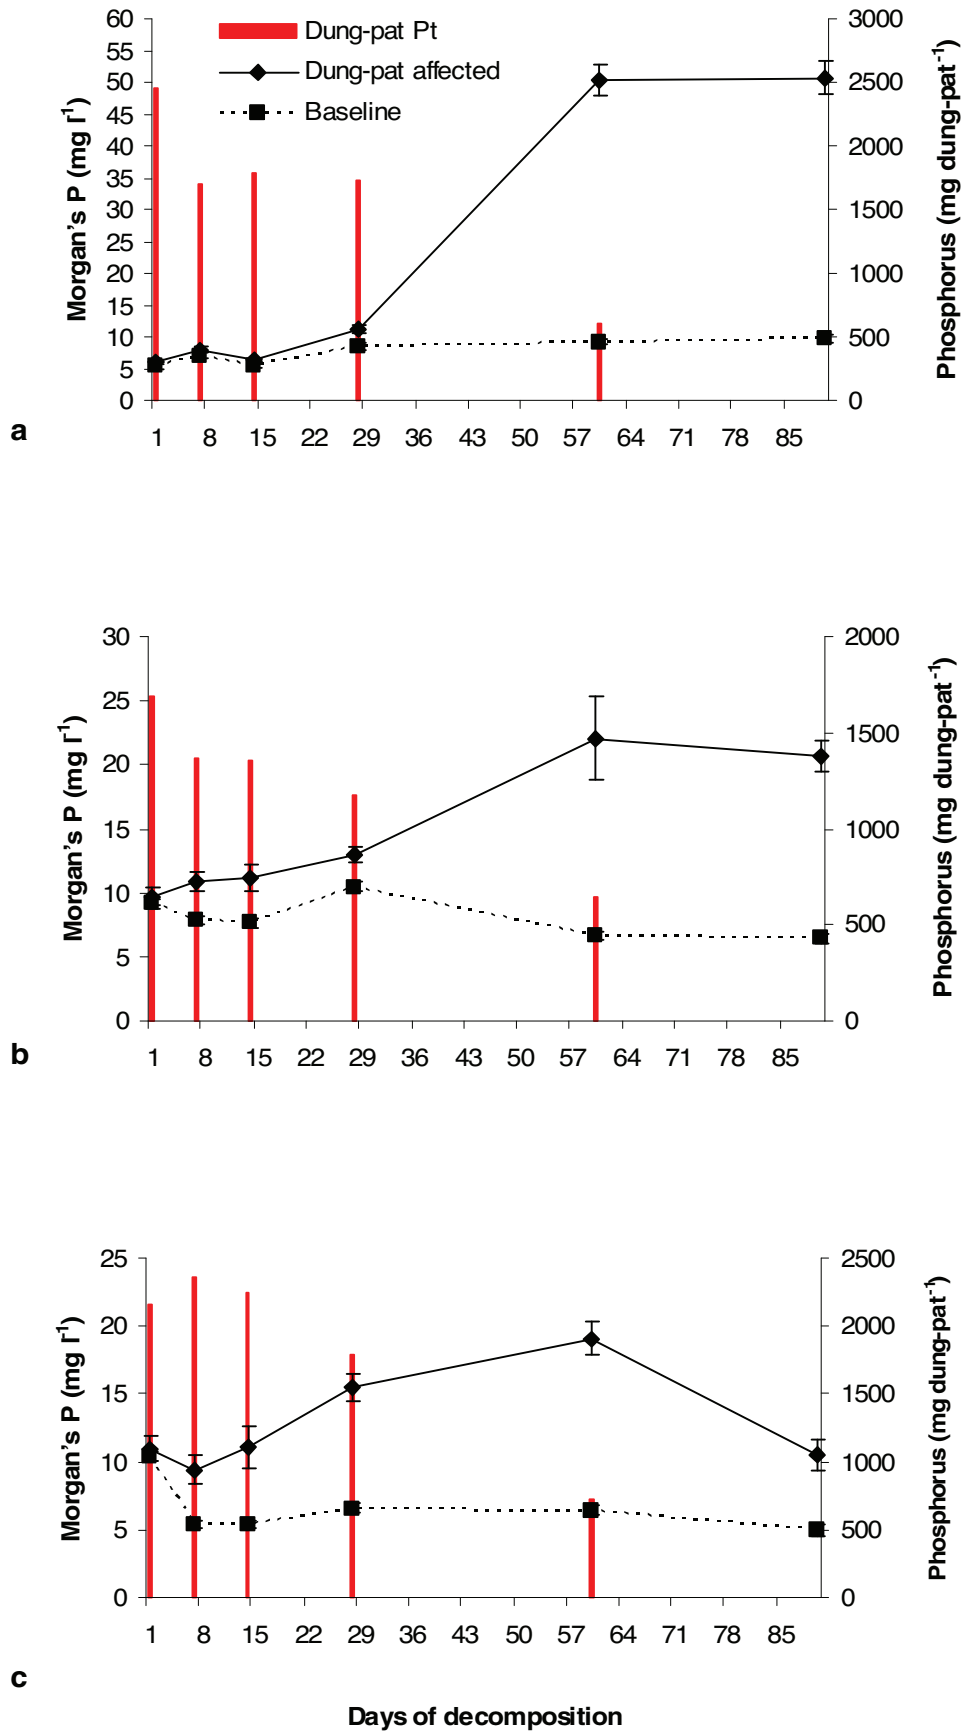 Dung-pat Pt
Dung-pat affected
Baseline
Morgan's P (mg l⁻¹)
60
55
50
45
40
35
30
25
20
15
10
5
0
3000
2500
2000
1500
1000
500
0
Phosphorus (mg dung-pat⁻¹)
1 8 15 22 29 36 43 50 57 64 71 78 85
a
Morgan's P (mg l⁻¹)
30
25
20
15
10
5
0
2000
1500
1000
500
0
Phosphorus (mg dung-pat⁻¹)
1 8 15 22 29 36 43 50 57 64 71 78 85
b
Morgan's P (mg l⁻¹)
25
20
15
10
5
0
2500
2000
1500
1000
500
0
Phosphorus (mg dung-pat⁻¹)
1 8 15 22 29 36 43 50 57 64 71 78 85
c
Days of decomposition